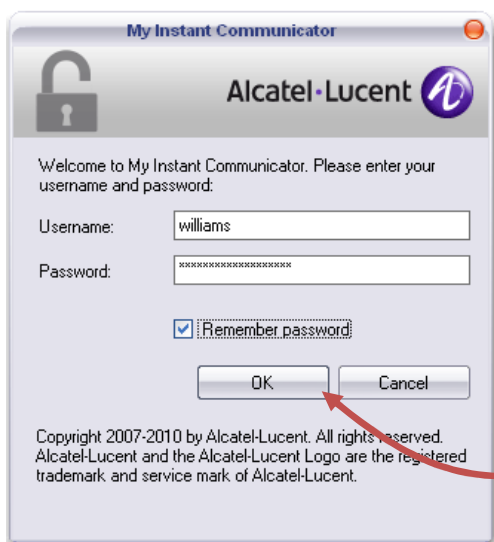 My Instant Communicator
Alcatel·Lucent
Welcome to My Instant Communicator. Please enter your
username and password:
Username: williams
Password: *******************
Remember password
OK Cancel
Copyright 2007-2010 by Alcatel-Lucent. All rights reserved.
Alcatel-Lucent and the Alcatel-Lucent Logo are the registered
trademark and service mark of Alcatel-Lucent.